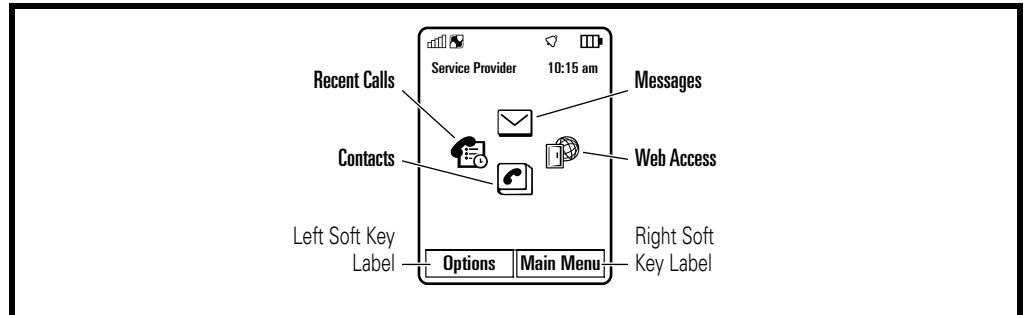 Service Provider 10:15 am
Recent Calls
Messages
Contacts
Web Access
Left Soft Key
Label
Options
Main Menu
Right Soft
Key Label